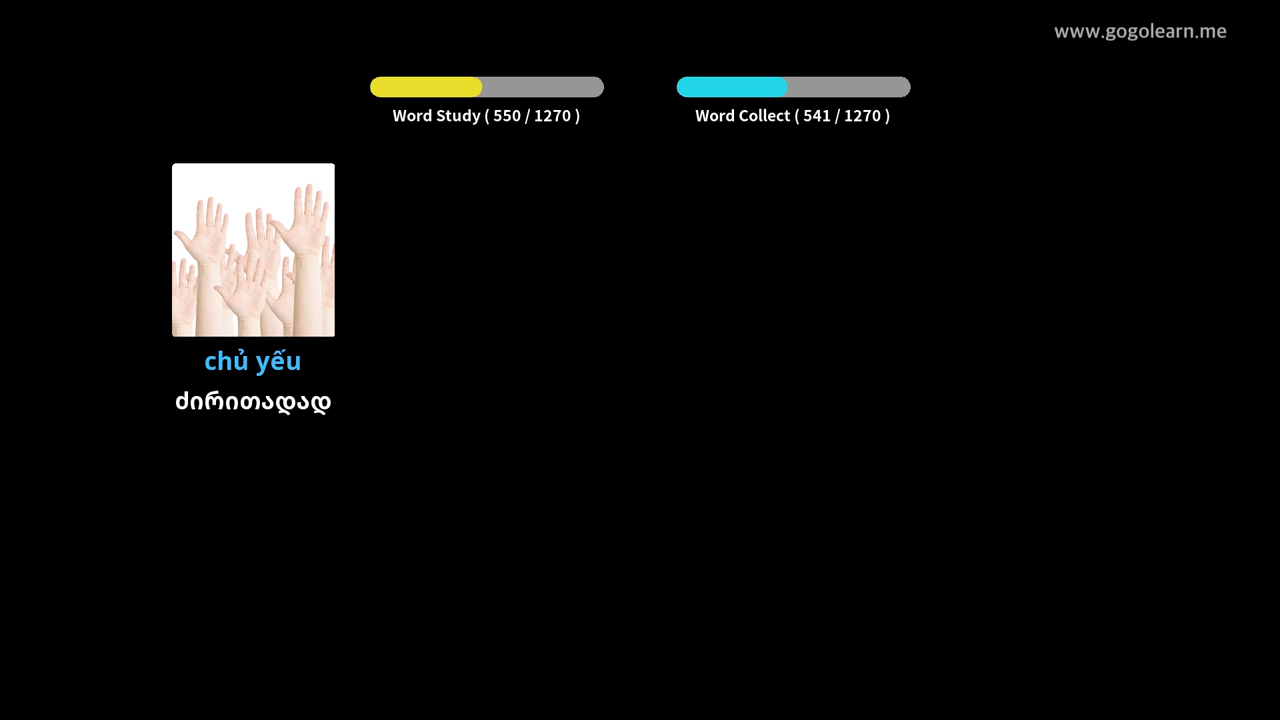 www.gogolearn.me
Word Study ( 550 / 1270 )
Word Collect ( 541 / 1270 )
chủ yếu
ძირითადად